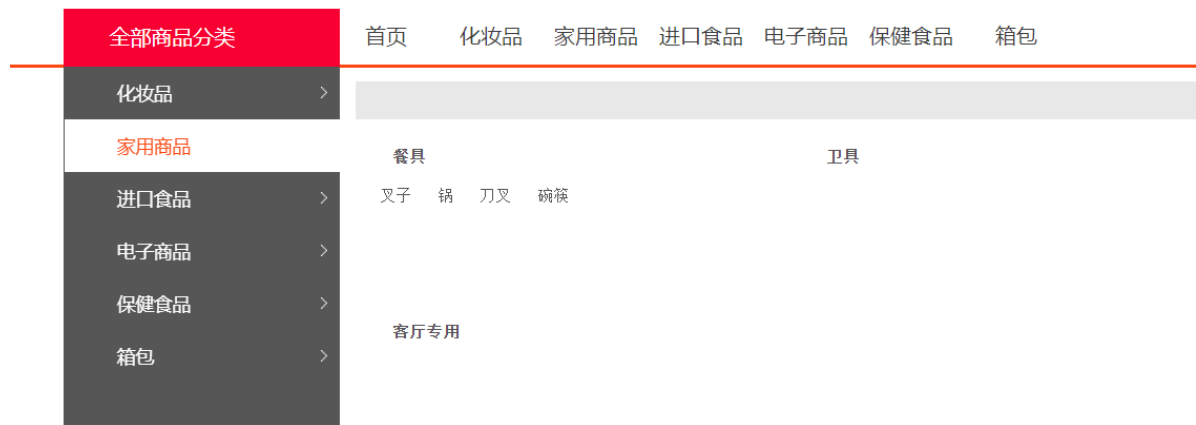 全部商品分类 首页 化妆品 家用商品 进口食品 电子商品 保健食品 箱包
化妆品
家用商品
进口食品
电子商品
保健食品
箱包
餐具 卫具
叉子 锅 刀叉 碗筷
客厅专用